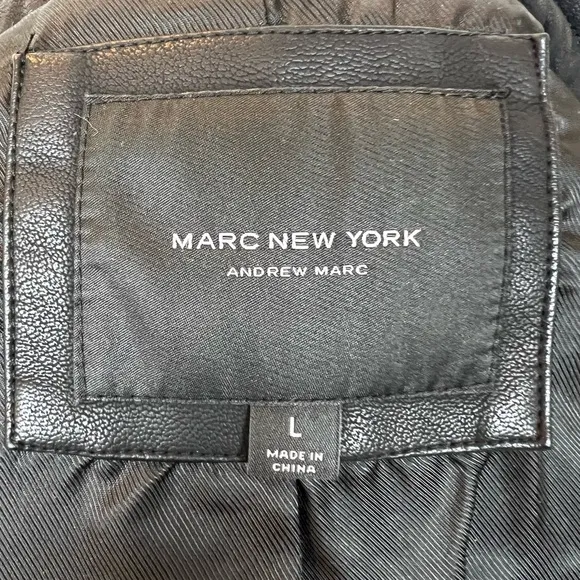 MARC NEW YORK
ANDREW MARC
L
MADE IN
CHINA